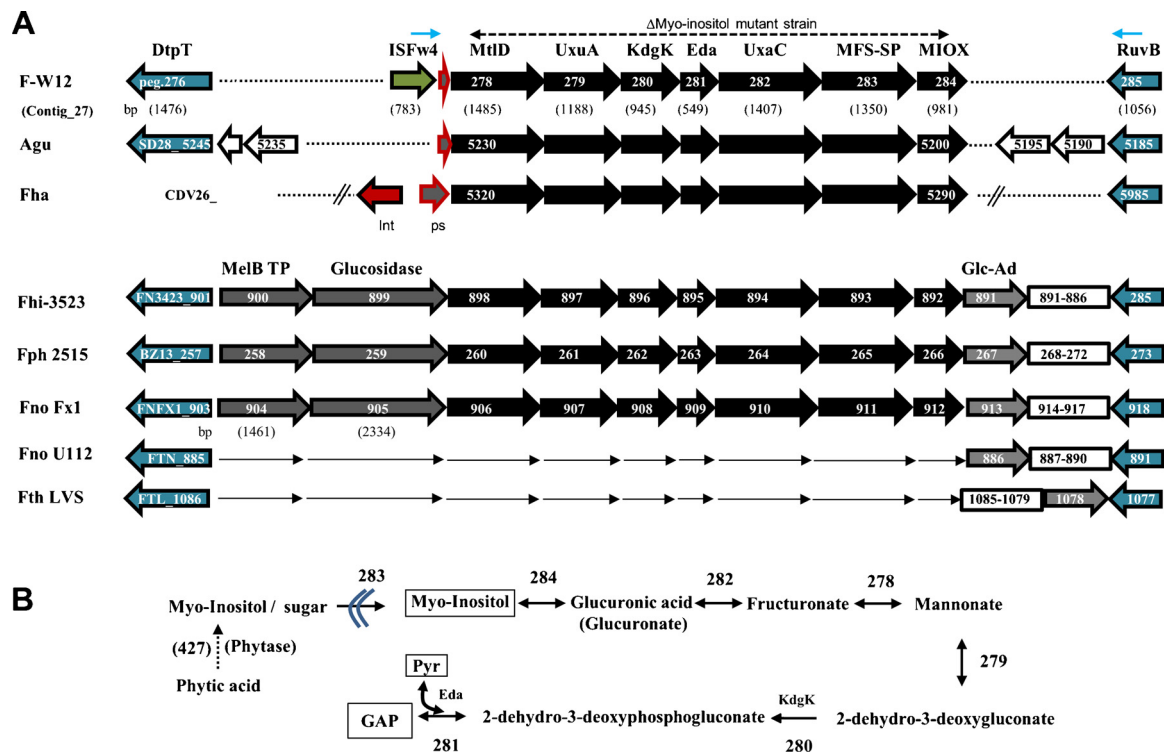 A
ΔMyo-inositol mutant strain
DtpT ISFw4 MtlD UxuA KdgK Eda UxaC MFS-SP MIOX RuvB
F-W12 peg.276 278 279 280 281 282 283 284 285
(Contig_27) bp (1476) (783) (1485) (1188) (945) (549) (1407) (1350) (981) (1056)
Agu SD28_5245 5235 5230 5200 5195 5190 5185
Fha CDV26_ 5320 5290 5985
Int ps
MelB TP Glucosidase Glc-Ad
Fhi-3523 FN3423_901 900 899 898 897 896 895 894 893 892 891 891-886 285
Fph 2515 BZ13_257 258 259 260 261 262 263 264 265 266 267 268-272 273
Fno Fx1 FNFX1_903 904 905 906 907 908 909 910 911 912 913 914-917 918
bp (1461) (2334)
Fno U112 FTN_885 886 887-890 891
Fth LVS FTL_1086 1085-1079 1078 1077
B
283 284 282 278
Myo-Inositol / sugar Myo-Inositol Glucuronic acid Fructuronate Mannonate
(Glucuronate)
(427) (Phytase) 279
Phytic acid Pyr
Eda KdgK
GAP 2-dehydro-3-deoxyphosphogluconate 2-dehydro-3-deoxygluconate
281 280